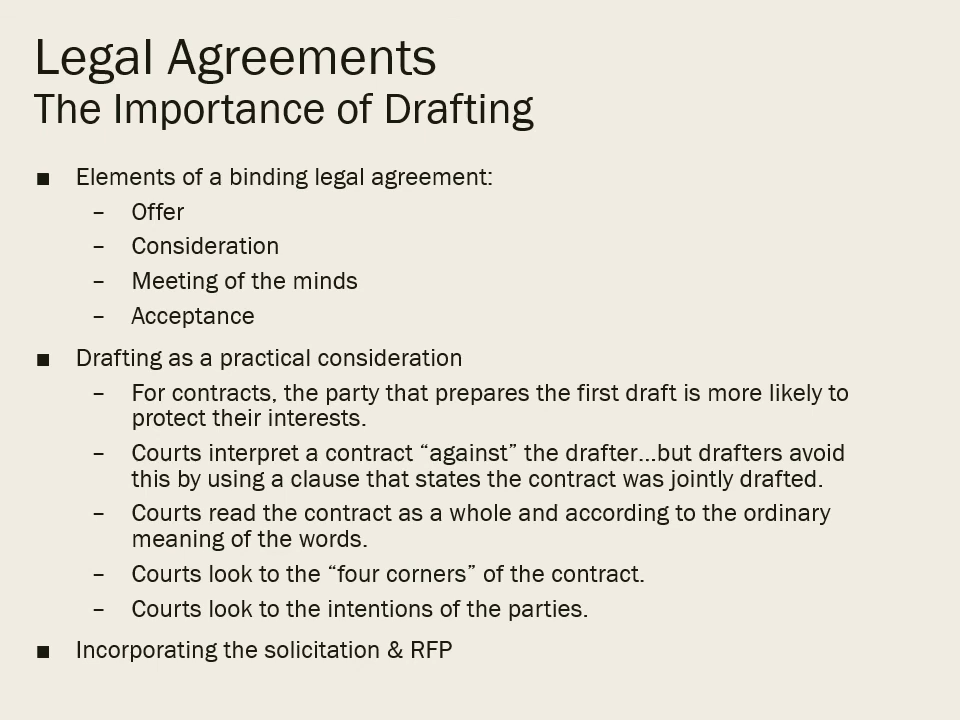 Legal Agreements
The Importance of Drafting
■ Elements of a binding legal agreement:
– Offer
– Consideration
– Meeting of the minds
– Acceptance
■ Drafting as a practical consideration
– For contracts, the party that prepares the first draft is more likely to
protect their interests.
– Courts interpret a contract “against” the drafter…but drafters avoid
this by using a clause that states the contract was jointly drafted.
– Courts read the contract as a whole and according to the ordinary
meaning of the words.
– Courts look to the “four corners” of the contract.
– Courts look to the intentions of the parties.
■ Incorporating the solicitation & RFP